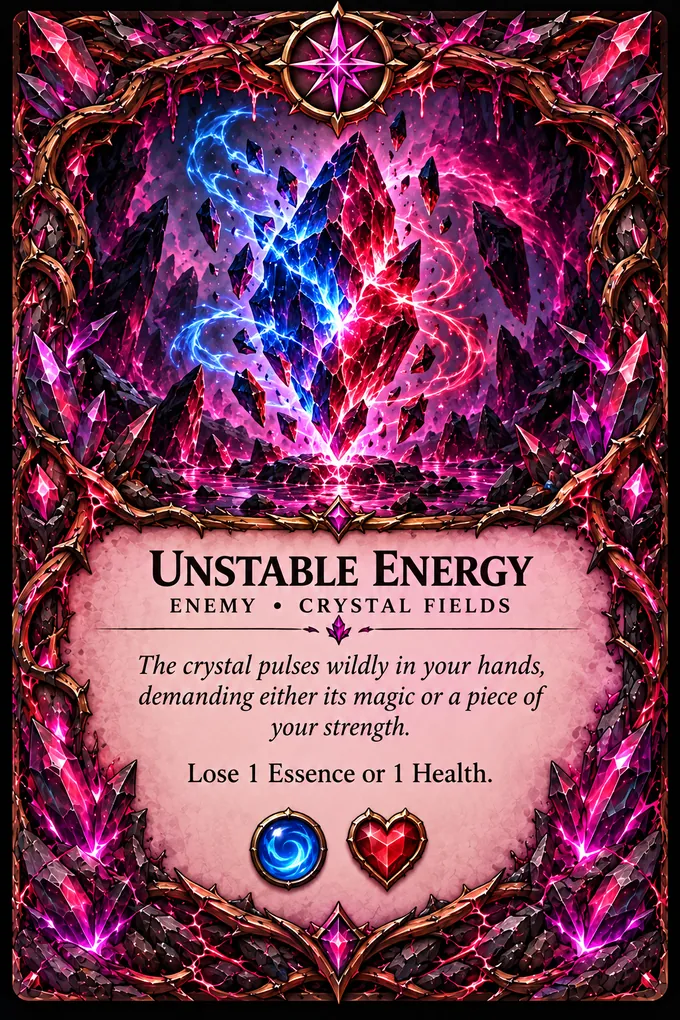 Unstable Energy
Enemy • Crystal Fields
The crystal pulses wildly in your hands,
demanding either its magic or a piece of
your strength.
Lose 1 Essence or 1 Health.